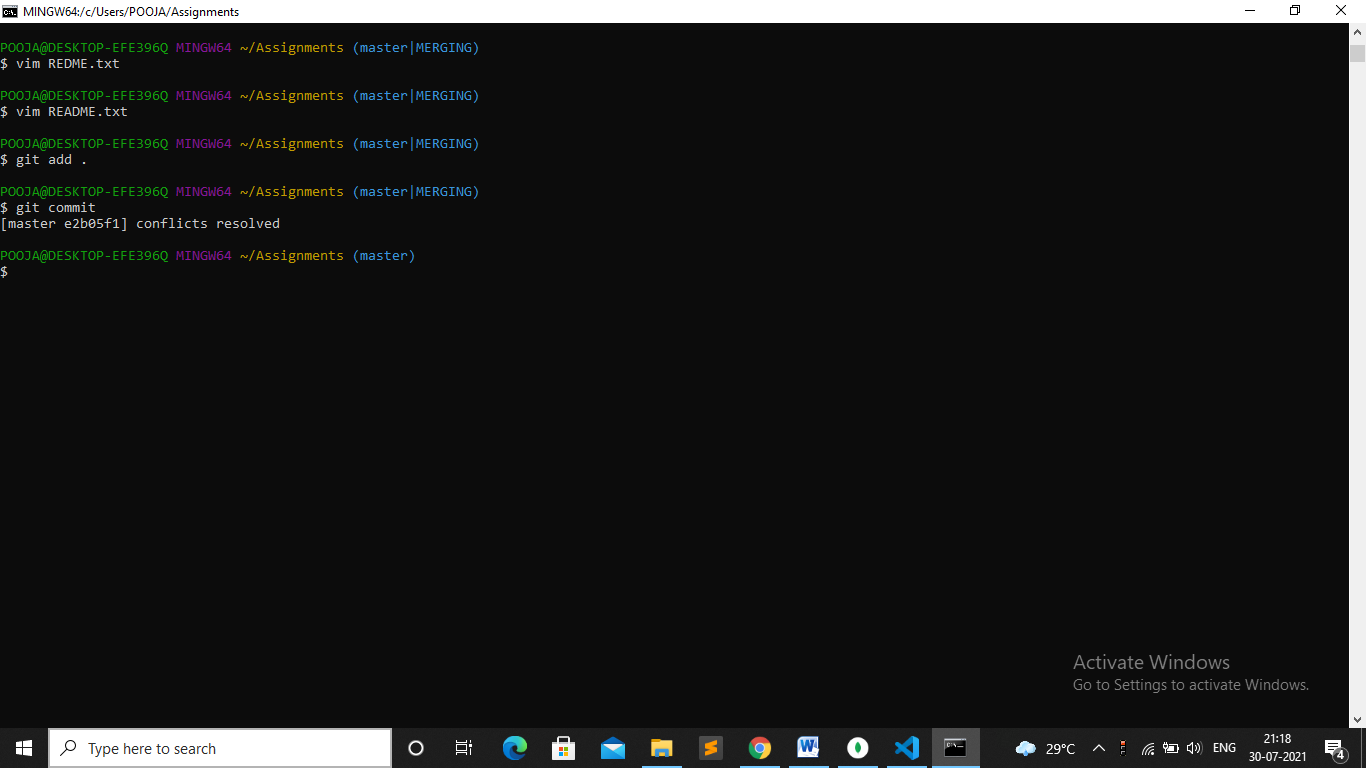 MINGW64:/c/Users/POOJA/Assignments
POOJA@DESKTOP-EFE396Q MINGW64 ~/Assignments (master|MERGING)
$ vim REDME.txt
POOJA@DESKTOP-EFE396Q MINGW64 ~/Assignments (master|MERGING)
$ vim README.txt
POOJA@DESKTOP-EFE396Q MINGW64 ~/Assignments (master|MERGING)
$ git add .
POOJA@DESKTOP-EFE396Q MINGW64 ~/Assignments (master|MERGING)
$ git commit
[master e2b05f1] conflicts resolved
POOJA@DESKTOP-EFE396Q MINGW64 ~/Assignments (master)
$
Activate Windows
Go to Settings to activate Windows.
Type here to search
29°C
ENG
21:18
30-07-2021
4